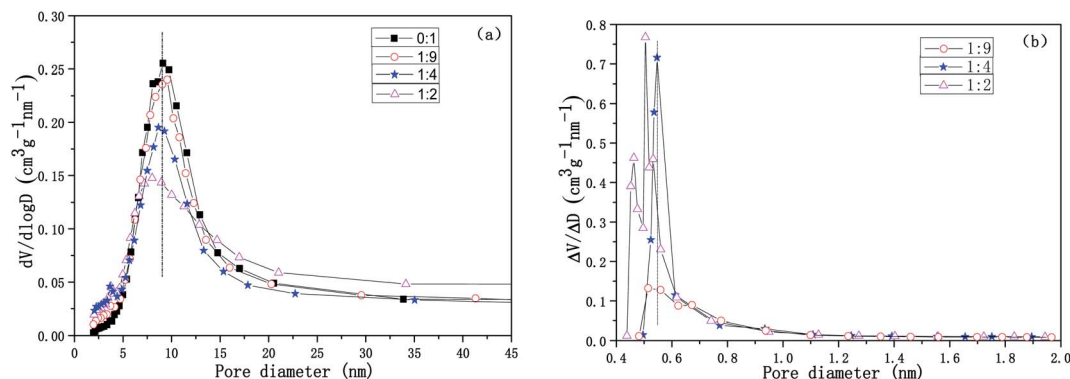 (a)
0:1
1:9
1:4
1:2
dV/dlogD (cm³g⁻¹nm⁻¹)
0.30
0.25
0.20
0.15
0.10
0.05
0.00
0 5 10 15 20 25 30 35 40 45
Pore diameter (nm)
(b)
1:9
1:4
1:2
ΔV/ΔD (cm³g⁻¹nm⁻¹)
0.8
0.7
0.6
0.5
0.4
0.3
0.2
0.1
0.0
0.4 0.6 0.8 1.0 1.2 1.4 1.6 1.8 2.0
Pore diameter (nm)